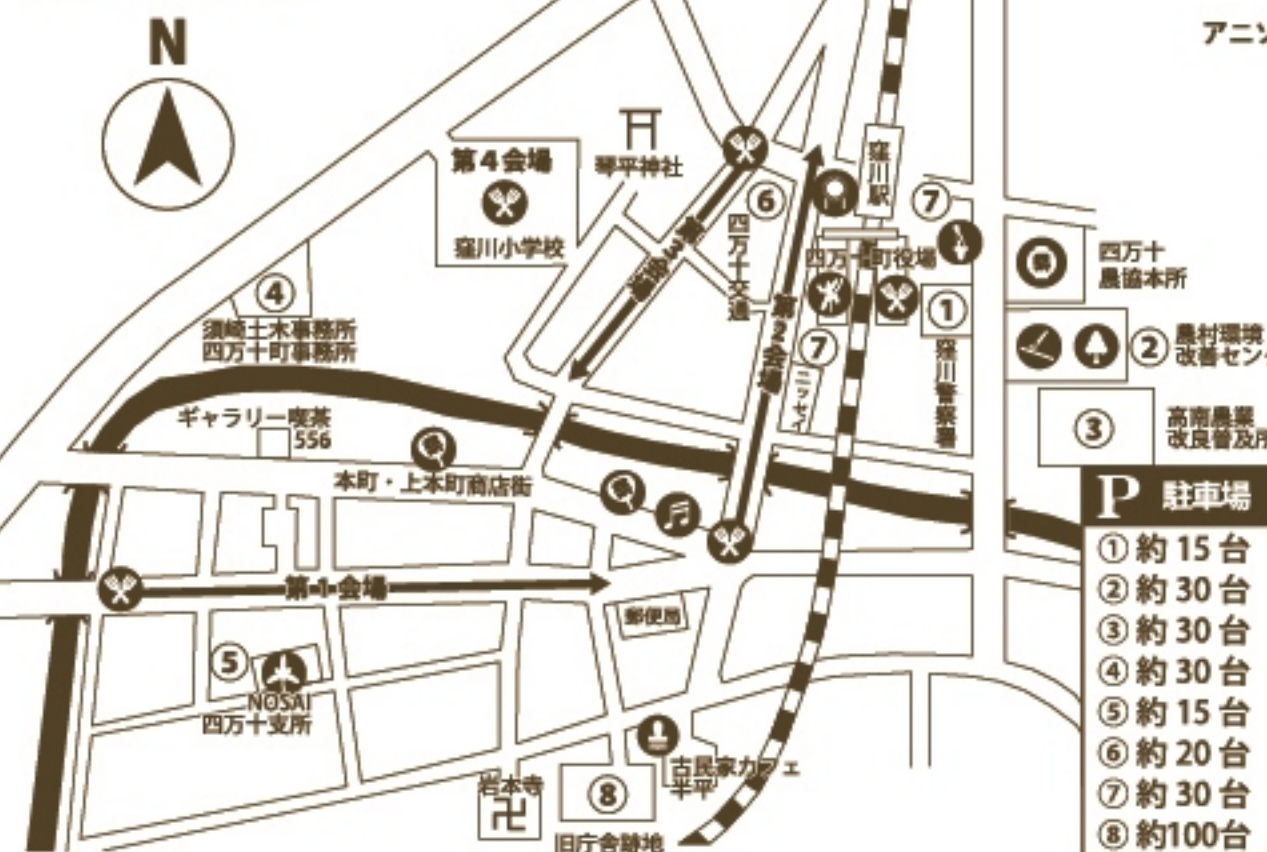 N
アニソ
窪川駅
第4会場
琴平神社
窪川小学校
⑥
四万十交通
⑦
四万十町役場
四万十
農協本所
④
須崎土木事務所
四万十町事務所
第3会場
第2会場
⑦
ニッセイ
①
窪川警察署
②
農村環境
改善セン
③
高南農業
改良普及所
ギャラリー喫茶
556
本町・上本町商店街
第1会場
郵便局
⑤
NOSAI
四万十支所
岩本寺
卍
⑧
旧庁舎跡地
古民家カフェ
半平
P 駐車場
①約 15 台
②約 30 台
③約 30 台
④約 30 台
⑤約 15 台
⑥約 20 台
⑦約 30 台
⑧約100台